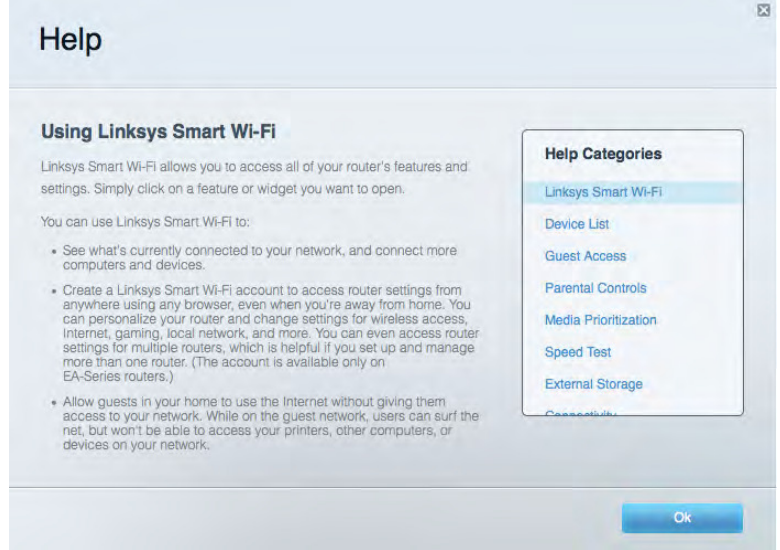 Help
Using Linksys Smart Wi-Fi
Linksys Smart Wi-Fi allows you to access all of your router's features and
settings. Simply click on a feature or widget you want to open.
You can use Linksys Smart Wi-Fi to:
• See what's currently connected to your network, and connect more
computers and devices.
• Create a Linksys Smart Wi-Fi account to access router settings from
anywhere using any browser, even when you're away from home. You
can personalize your router and change settings for wireless access,
Internet, gaming, local network, and more. You can even access router
settings for multiple routers, which is helpful if you set up and manage
more than one router. (The account is available only on
EA-Series routers.)
• Allow guests in your home to use the Internet without giving them
access to your network. While on the guest network, users can surf the
net, but won't be able to access your printers, other computers, or
devices on your network.
Help Categories
Linksys Smart Wi-Fi
Device List
Guest Access
Parental Controls
Media Prioritization
Speed Test
External Storage
Connectivity
Ok